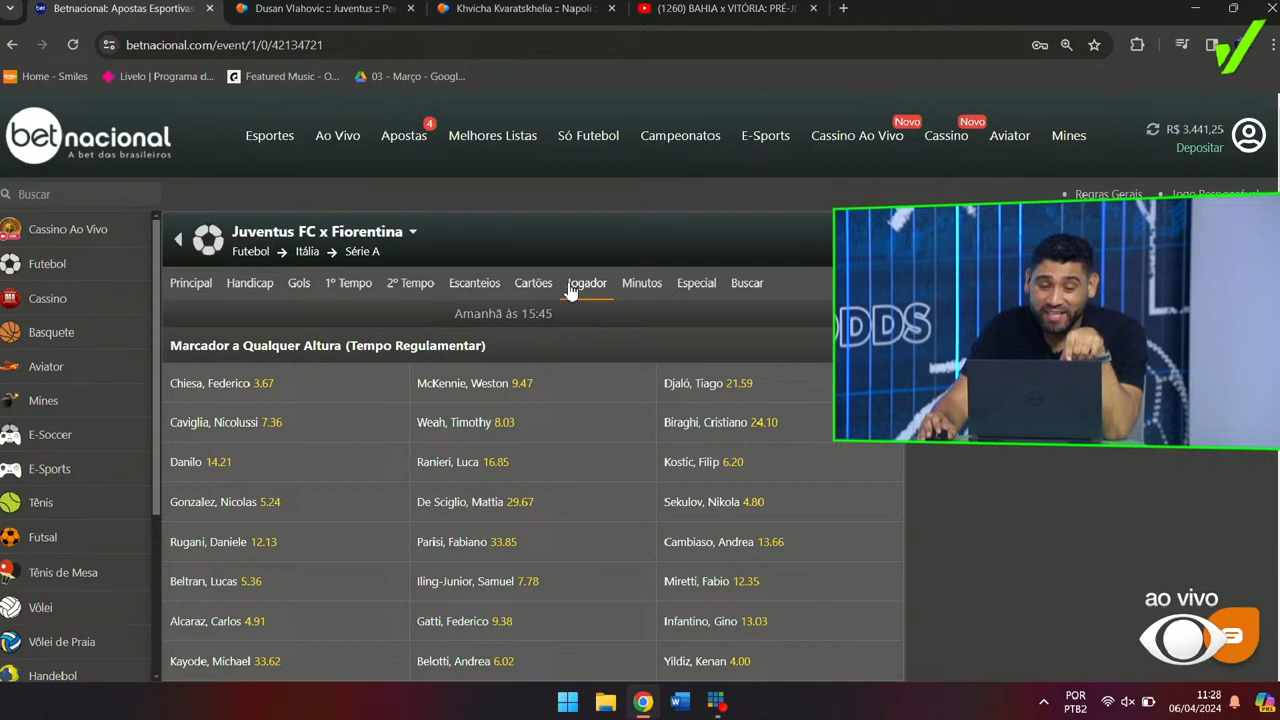 Betnacional: Apostas Esportivas
Dusan Vlahovic :: Juventus :: Pe
Khvicha Kvaratskhelia :: Napoli
(1260) BAHIA x VITÓRIA: PRÉ-JO
betnacional.com/event/1/0/42134721
Home - Smiles
Livelo | Programa d...
Featured Music - O...
03 - Março - Googl...
bet nacional
A bet dos brasileiros
Esportes
Ao Vivo
Apostas
4
Melhores Listas
Só Futebol
Campeonatos
E-Sports
Cassino Ao Vivo
Novo
Cassino
Novo
Aviator
Mines
R$ 3.441,25
Depositar
Buscar
Regras Gerais
Jogo Responsável
Cassino Ao Vivo
Futebol
Cassino
Basquete
Aviator
Mines
E-Soccer
E-Sports
Tênis
Futsal
Tênis de Mesa
Vôlei
Vôlei de Praia
Handebol
Juventus FC x Fiorentina
Futebol → Itália → Série A
Principal
Handicap
Gols
1º Tempo
2º Tempo
Escanteios
Cartões
Jogador
Minutos
Especial
Buscar
Amanhã às 15:45
Marcador a Qualquer Altura (Tempo Regulamentar)
Chiesa, Federico 3.67
McKennie, Weston 9.47
Djaló, Tiago 21.59
Caviglia, Nicolussi 7.36
Weah, Timothy 8.03
Biraghi, Cristiano 24.10
Danilo 14.21
Ranieri, Luca 16.85
Kostic, Filip 6.20
Gonzalez, Nicolas 5.24
De Sciglio, Mattia 29.67
Sekulov, Nikola 4.80
Rugani, Daniele 12.13
Parisi, Fabiano 33.85
Cambiaso, Andrea 13.66
Beltran, Lucas 5.36
Iling-Junior, Samuel 7.78
Miretti, Fabio 12.35
Alcaraz, Carlos 4.91
Gatti, Federico 9.38
Infantino, Gino 13.03
Kayode, Michael 33.62
Belotti, Andrea 6.02
Yildiz, Kenan 4.00
ODDS
ao vivo
POR
PTB2
11:28
06/04/2024